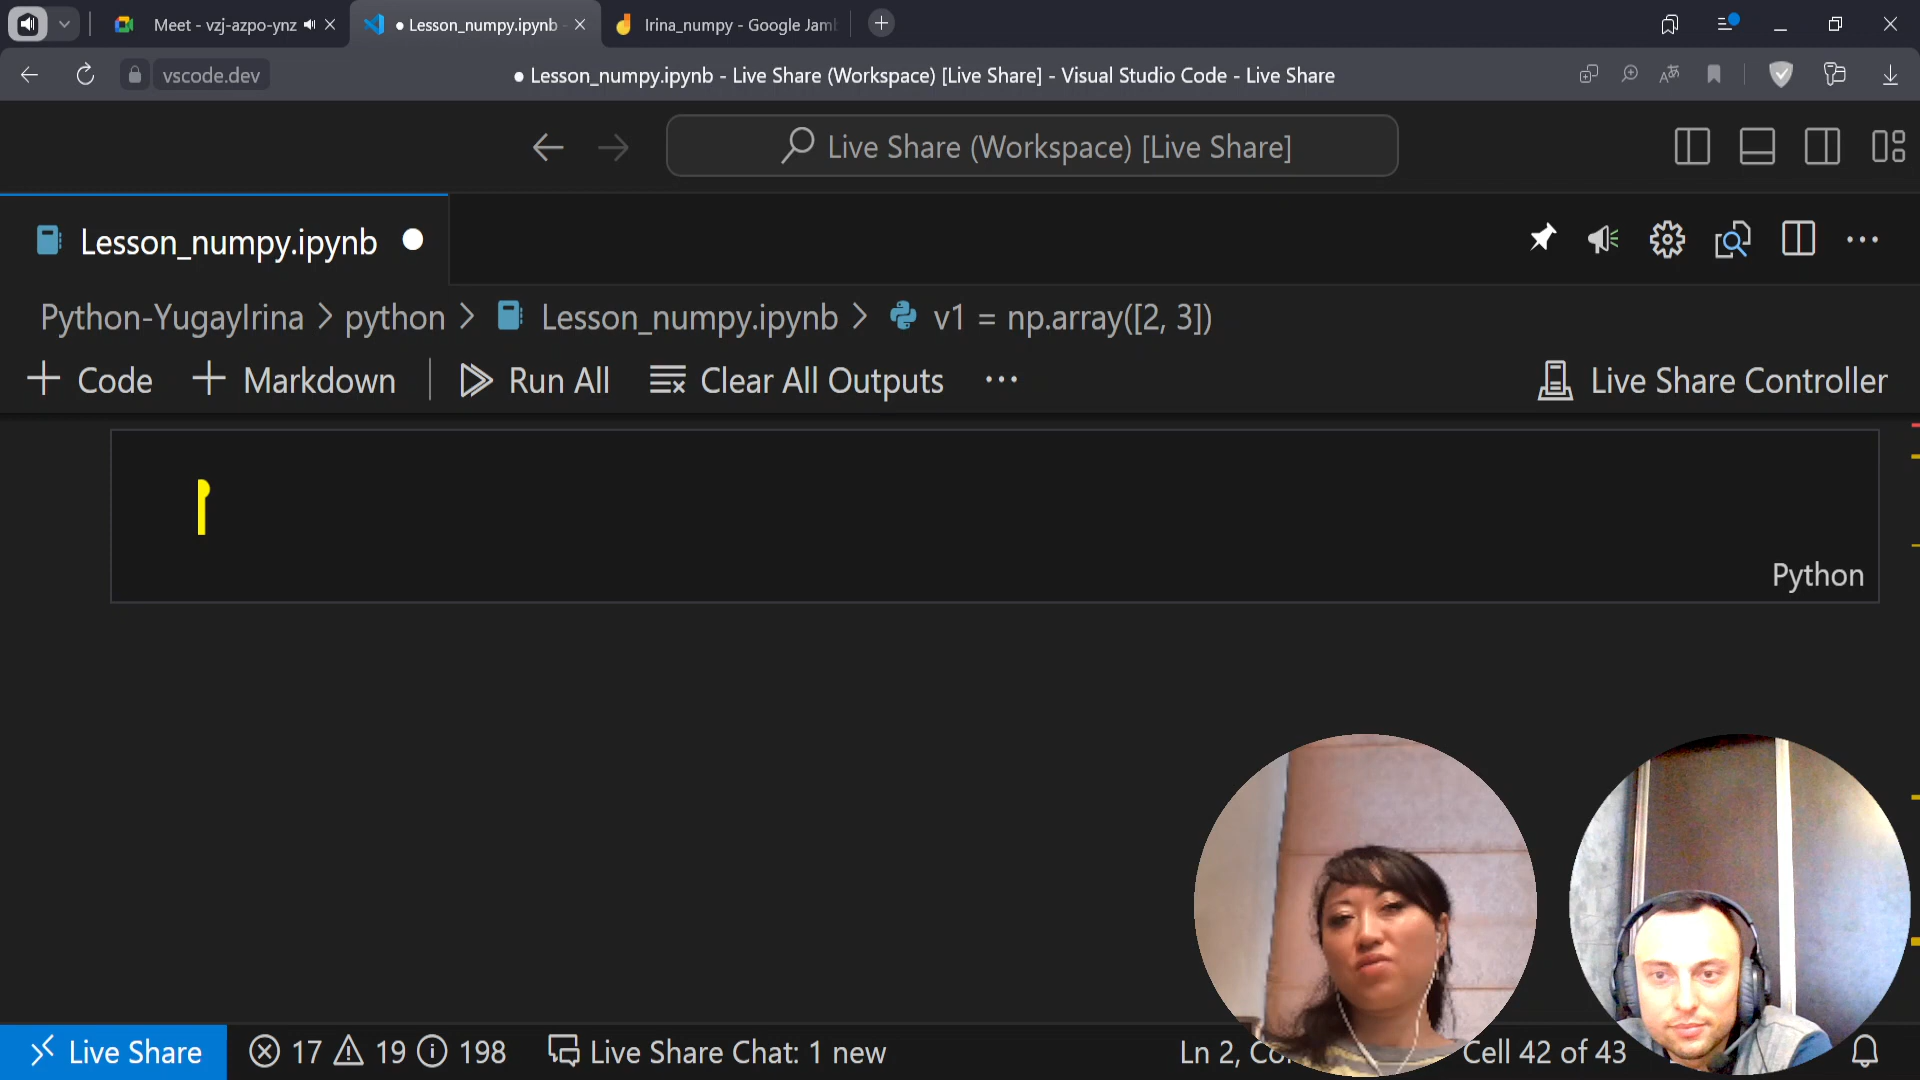 Meet - vzj-azpo-ynz
● Lesson_numpy.ipynb
Irina_numpy - Google Jam
vscode.dev
● Lesson_numpy.ipynb - Live Share (Workspace) [Live Share] - Visual Studio Code - Live Share
Live Share (Workspace) [Live Share]
Lesson_numpy.ipynb ●
Python-YugayIrina > python > Lesson_numpy.ipynb > v1 = np.array([2, 3])
+ Code + Markdown Run All Clear All Outputs ··· Live Share Controller
Python
Live Share 17 19 198 Live Share Chat: 1 new Ln 2, Cell 42 of 43